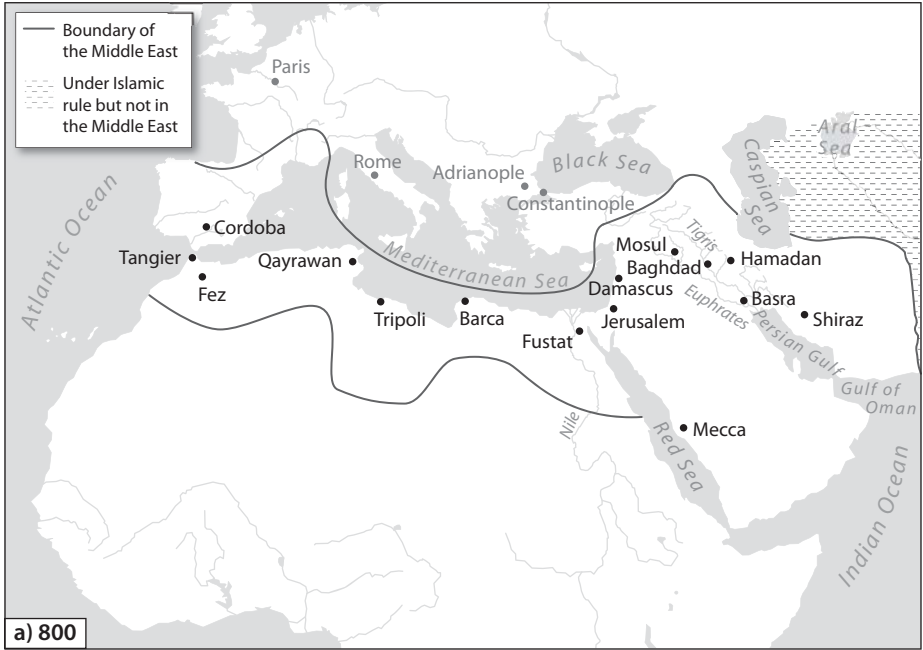 Boundary of
the Middle East
Under Islamic
rule but not in
the Middle East
Paris
Aral
Sea
Black Sea
Caspian
Sea
Rome
Adrianople
Constantinople
Atlantic Ocean
Cordoba
Tangier
Qayrawan
Mediterranean Sea
Mosul
Tigris
Baghdad
Hamadan
Fez
Damascus
Euphrates
Basra
Tripoli
Barca
Jerusalem
Shiraz
Fustat
Persian Gulf
Gulf of
Oman
Nile
Red Sea
Mecca
Indian Ocean
a) 800